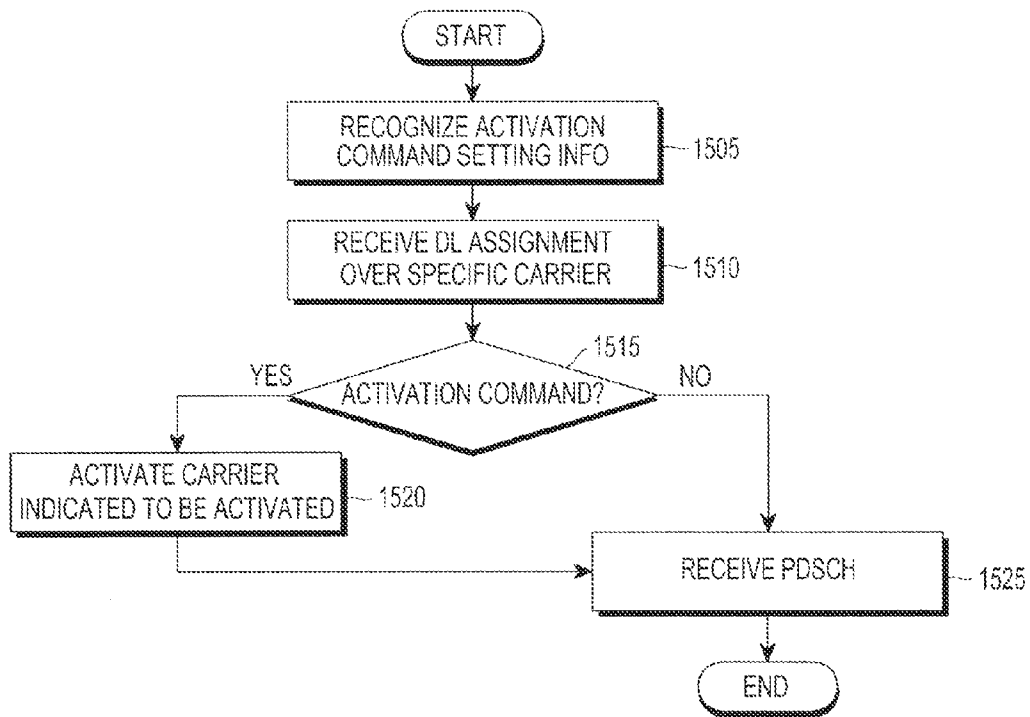 START
RECOGNIZE ACTIVATION
COMMAND SETTING INFO
1505
RECEIVE DL ASSIGNMENT
OVER SPECIFIC CARRIER
1510
1515
YES
ACTIVATION COMMAND?
NO
ACTIVATE CARRIER
INDICATED TO BE ACTIVATED
1520
RECEIVE PDSCH
1525
END